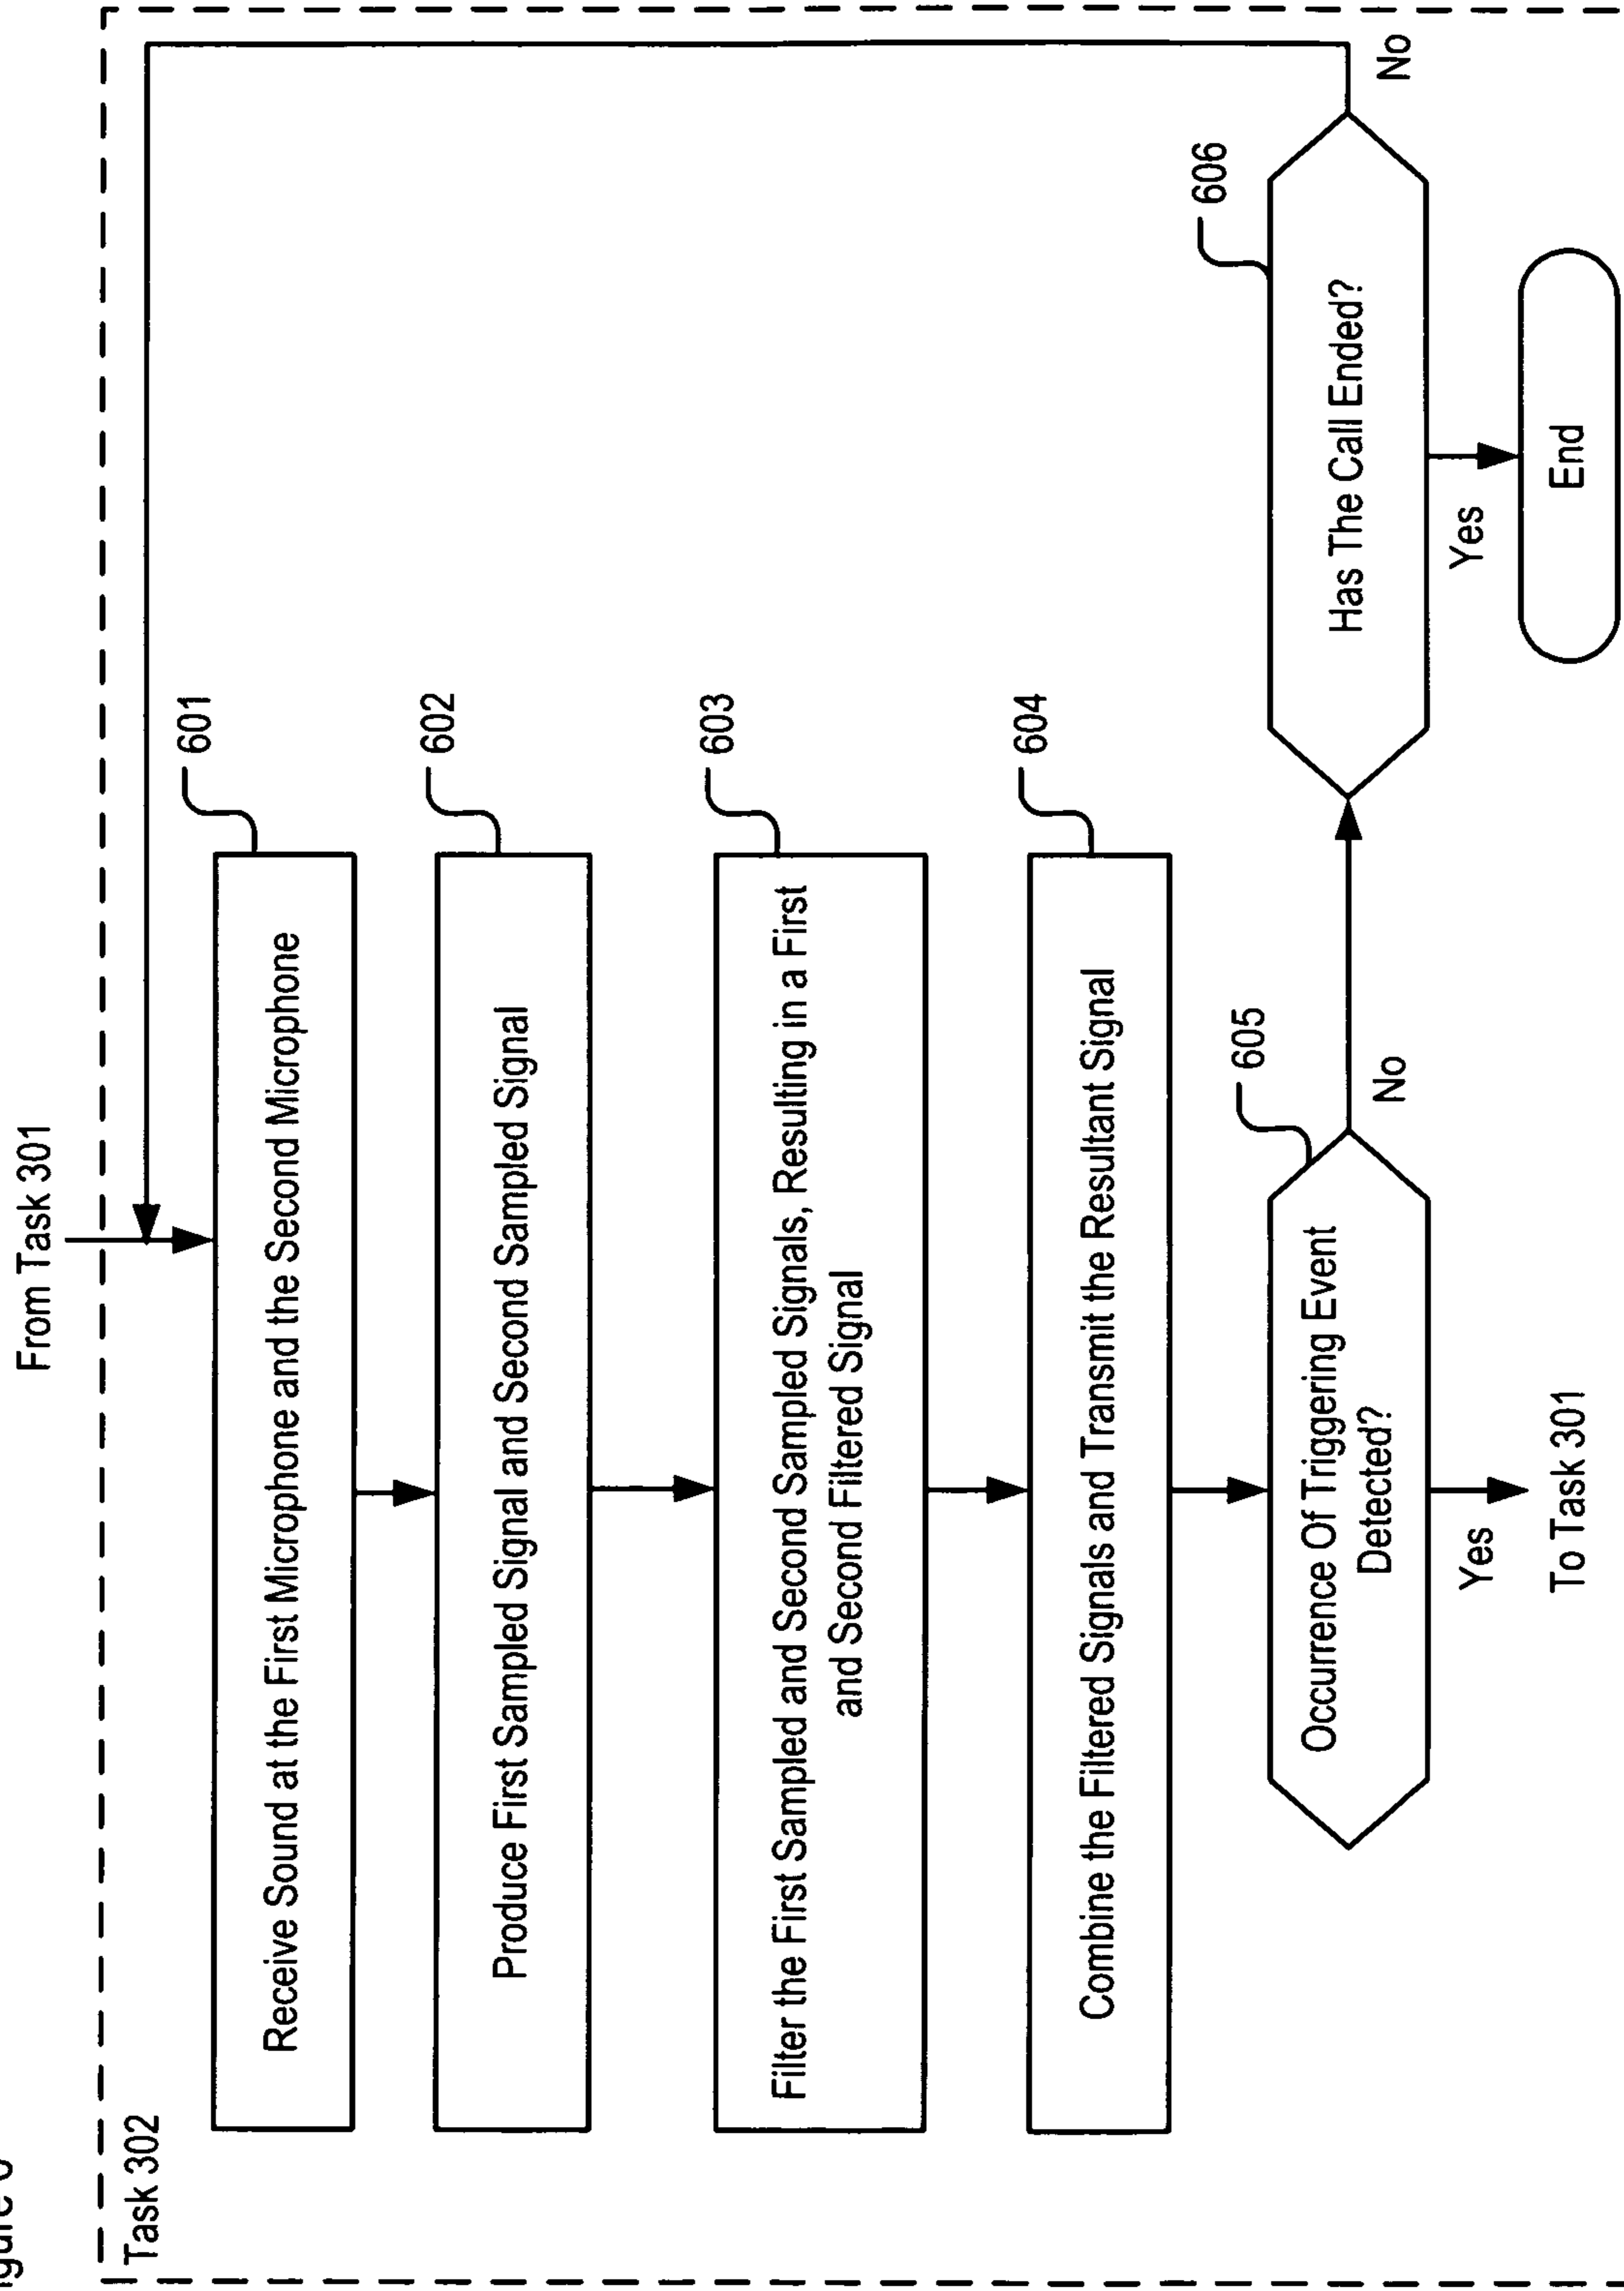 From Task 301
Task 302
601
Receive Sound at the First Microphone and the Second Microphone
602
Produce First Sampled Signal and Second Sampled Signal
603
Filter the First Sampled and Second Sampled Signals, Resulting in a First
and Second Filtered Signal
604
Combine the Filtered Signals and Transmit the Resultant Signal
605
Occurrence Of Triggering Event
Detected?
No
606
Has The Call Ended?
No
Yes
To Task 301
Yes
End